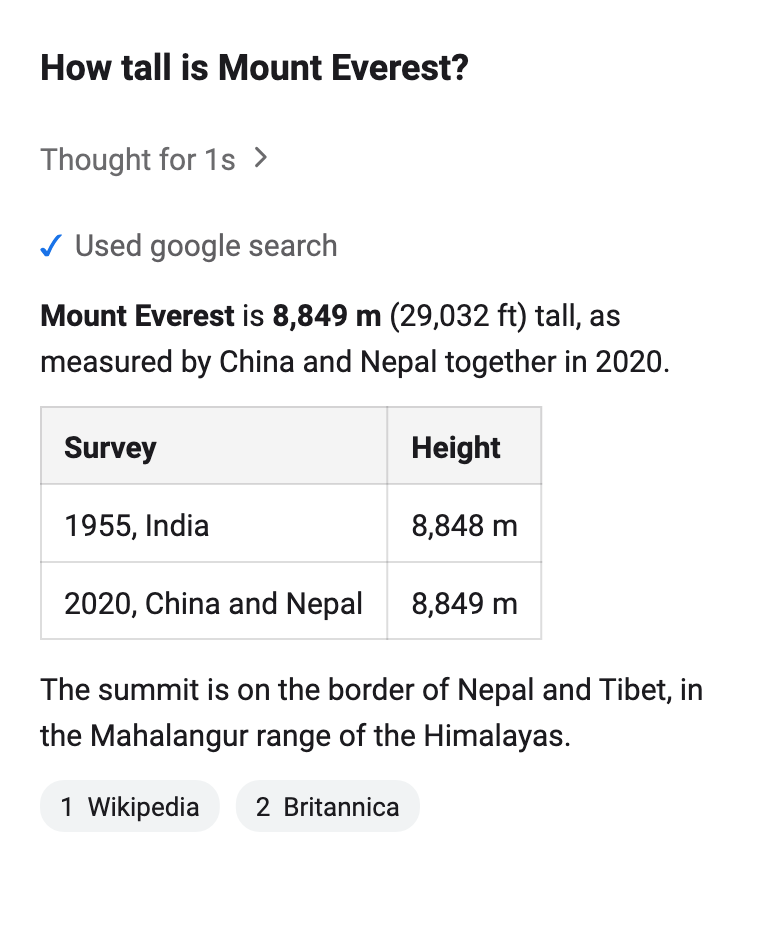 How tall is Mount Everest?
Thought for 1s >
✓ Used google search
Mount Everest is 8,849 m (29,032 ft) tall, as
measured by China and Nepal together in 2020.
Survey Height
1955, India 8,848 m
2020, China and Nepal 8,849 m
The summit is on the border of Nepal and Tibet, in
the Mahalangur range of the Himalayas.
1 Wikipedia 2 Britannica